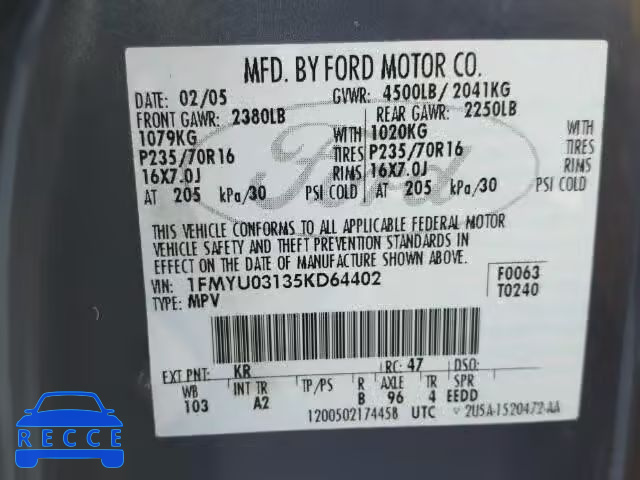 MFD. BY FORD MOTOR CO.
DATE: 02/05 GVWR: 4500LB/ 2041KG
FRONT GAWR: 2380LB REAR GAWR: 2250LB
1079KG WITH 1020KG WITH
P235/70R16 TIRES P235/70R16 TIRES
16X7.0J RIMS 16X7.0J RIMS
AT 205 kPa/30 PSI COLD AT 205 kPa/30 PSI COLD
Ford
THIS VEHICLE CONFORMS TO ALL APPLICABLE FEDERAL MOTOR
VEHICLE SAFETY AND THEFT PREVENTION STANDARDS IN
EFFECT ON THE DATE OF MANUFACTURE SHOWN ABOVE.
VIN: 1FMYU03135KD64402 F0063
TYPE: MPV T0240
EXT PNT: KR RC: 47 DSO:
WB INT TR TP/PS R AXLE TR SPR
103 A2 B 96 4 EEDD
1200502174458 UTC 2U5A-1520472-AA
RECCE